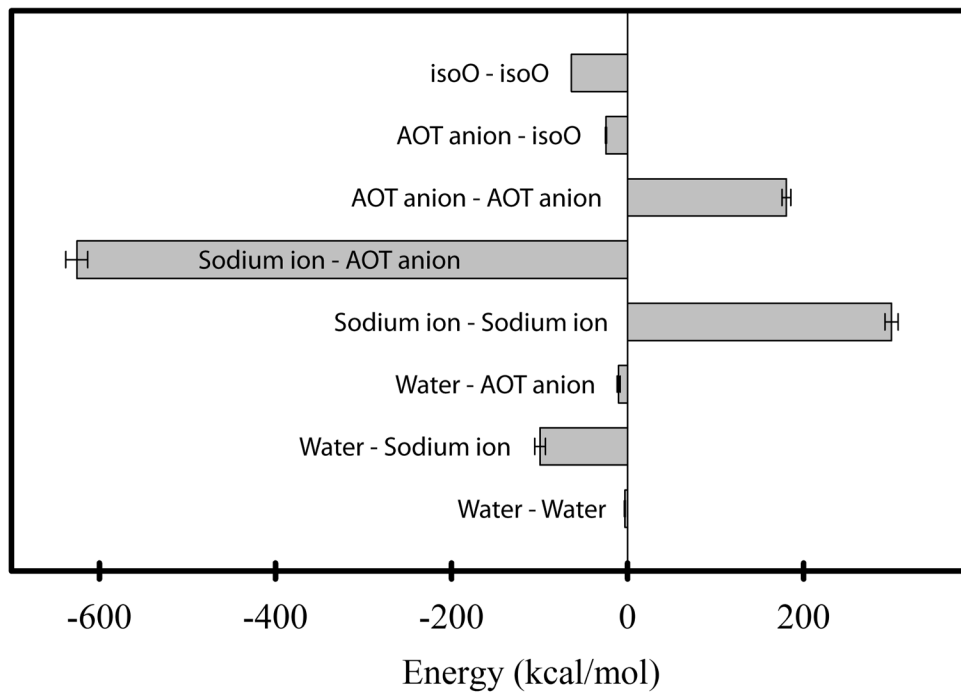 isoO - isoO
AOT anion - isoO
AOT anion - AOT anion
Sodium ion - AOT anion
Sodium ion - Sodium ion
Water - AOT anion
Water - Sodium ion
Water - Water
-600 -400 -200 0 200
Energy (kcal/mol)